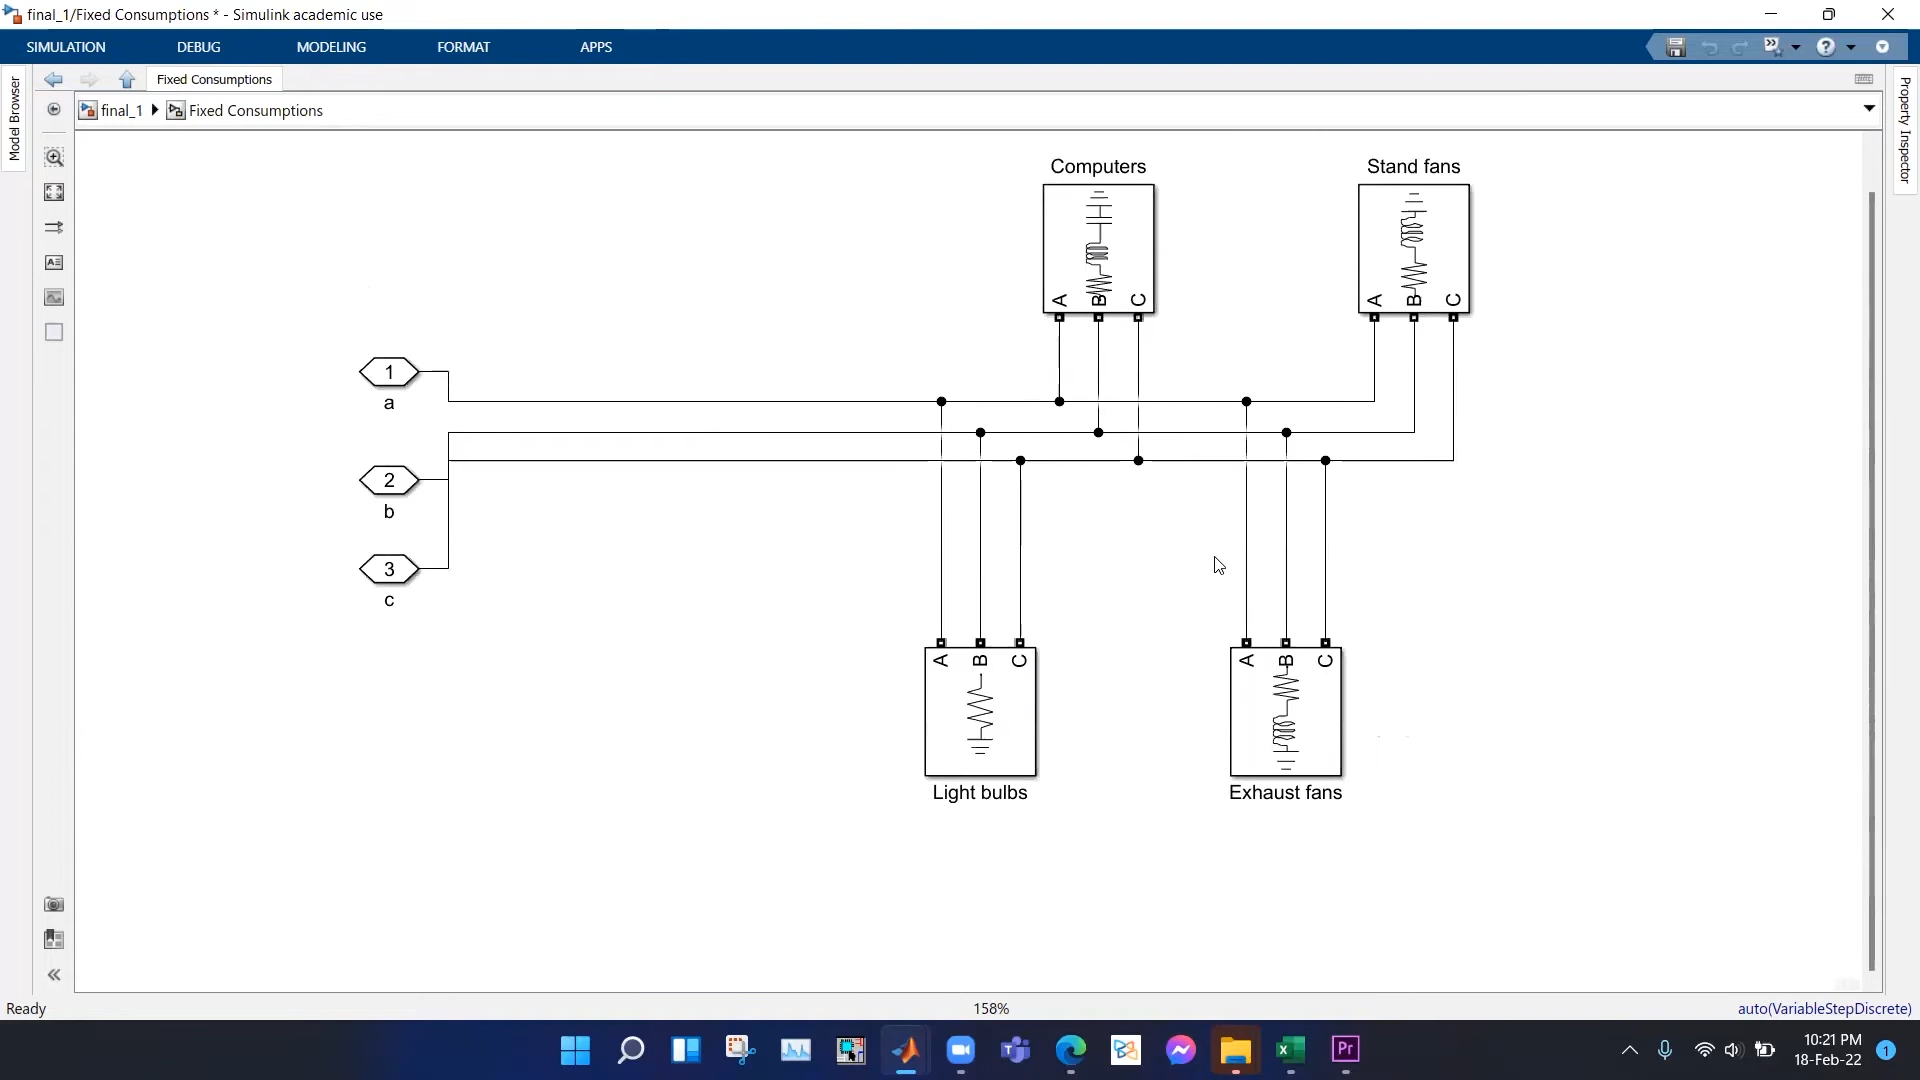 final_1/Fixed Consumptions * - Simulink academic use
SIMULATION DEBUG MODELING FORMAT APPS
Model Browser
Fixed Consumptions
final_1 Fixed Consumptions
Property Inspector
Computers
A B C
Stand fans
A B C
1
a
2
b
3
c
A B C
Light bulbs
A B C
Exhaust fans
Ready
158%
auto(VariableStepDiscrete)
Pr
10:21 PM
18-Feb-22
1